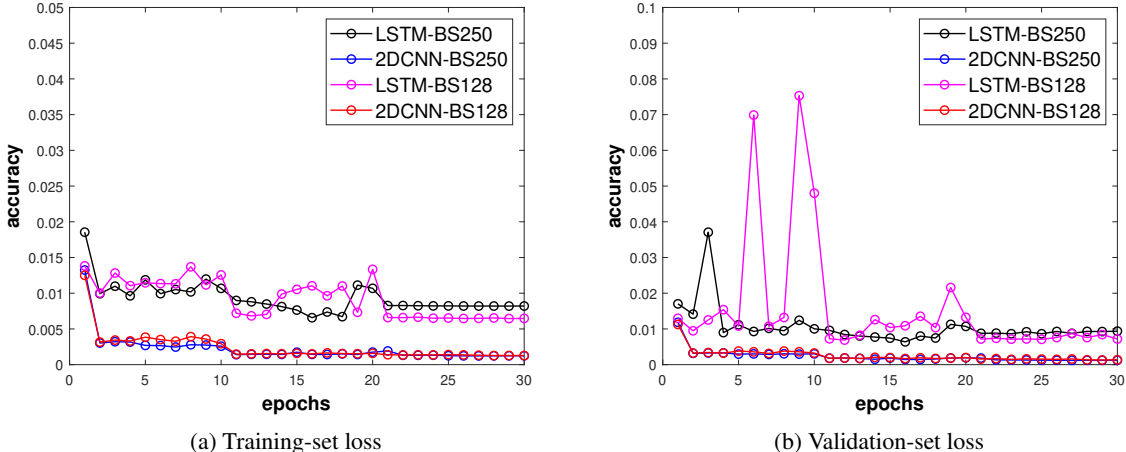 0.05
0.045
0.04
0.035
0.03
0.025
0.02
0.015
0.01
0.005
0
accuracy
LSTM-BS250
2DCNN-BS250
LSTM-BS128
2DCNN-BS128
0 5 10 15 20 25 30
epochs
(a) Training-set loss
0.1
0.09
0.08
0.07
0.06
0.05
0.04
0.03
0.02
0.01
0
accuracy
LSTM-BS250
2DCNN-BS250
LSTM-BS128
2DCNN-BS128
0 5 10 15 20 25 30
epochs
(b) Validation-set loss